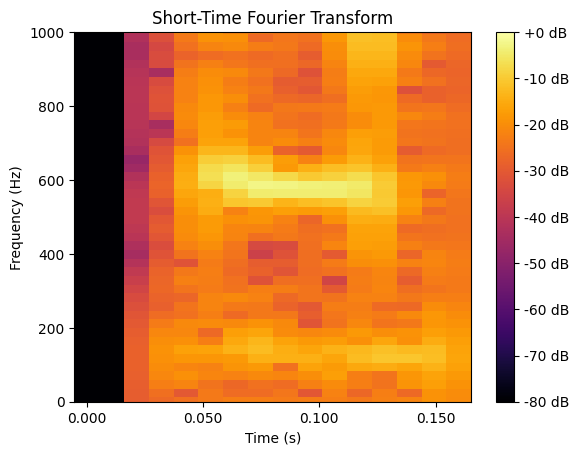 Short-Time Fourier Transform
1000
800
600
400
200
0
Frequency (Hz)
0.000
0.050
0.100
0.150
Time (s)
+0 dB
-10 dB
-20 dB
-30 dB
-40 dB
-50 dB
-60 dB
-70 dB
-80 dB